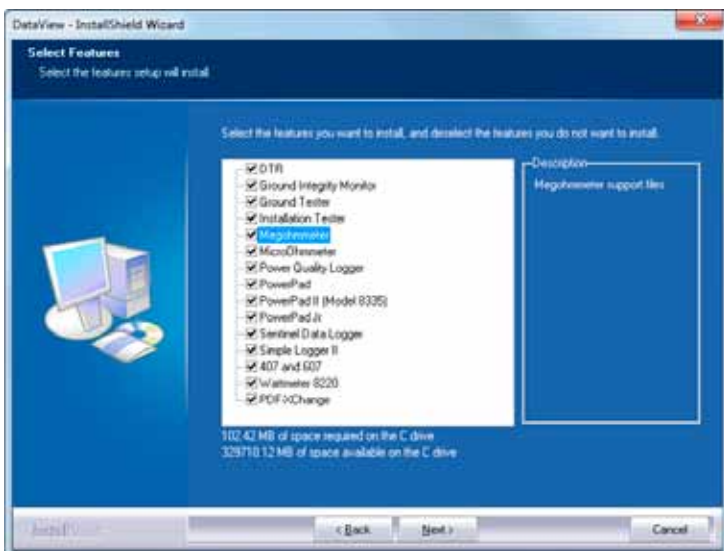 DataView - InstallShield Wizard
Select Features
Select the features setup will install.
Select the features you want to install, and deselect the features you do not want to install.
DTR
Ground Integrity Monitor
Ground Tester
Installation Tester
Megohmmeter
MicroOhmmeter
Power Quality Logger
PowerPad
PowerPad II (Model 8335)
PowerPad Jr
Sentinel Data Logger
Simple Logger II
407 and 607
Wattmeter 8220
PDF-XChange
Description
Megohmmeter support files
102.42 MB of space required on the C drive
329710.12 MB of space available on the C drive
< Back
Next >
Cancel